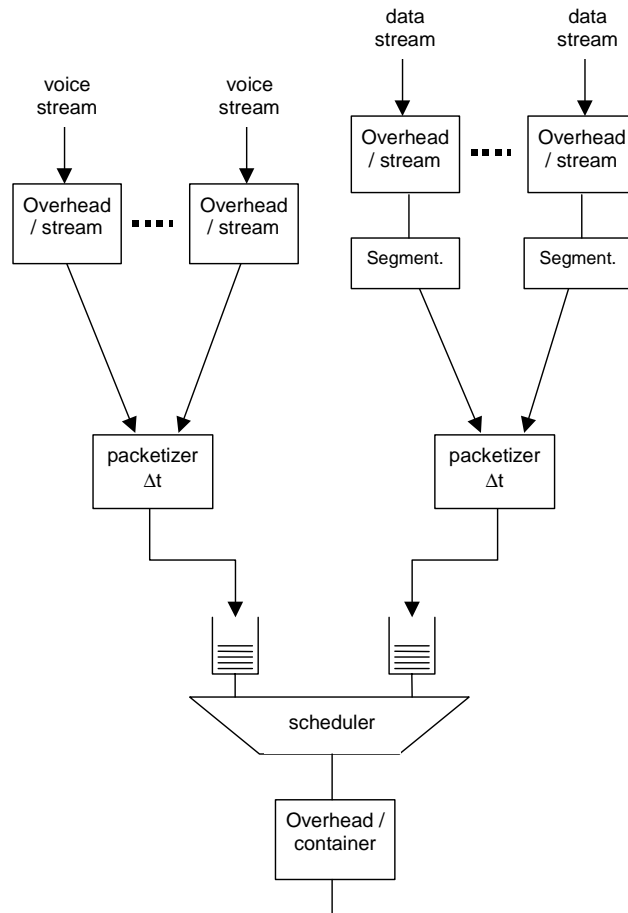 data
stream
data
stream
voice
stream
voice
stream
Overhead
/ stream
Overhead
/ stream
Overhead
/ stream
Overhead
/ stream
Segment.
Segment.
packetizer
Δt
packetizer
Δt
scheduler
Overhead /
container